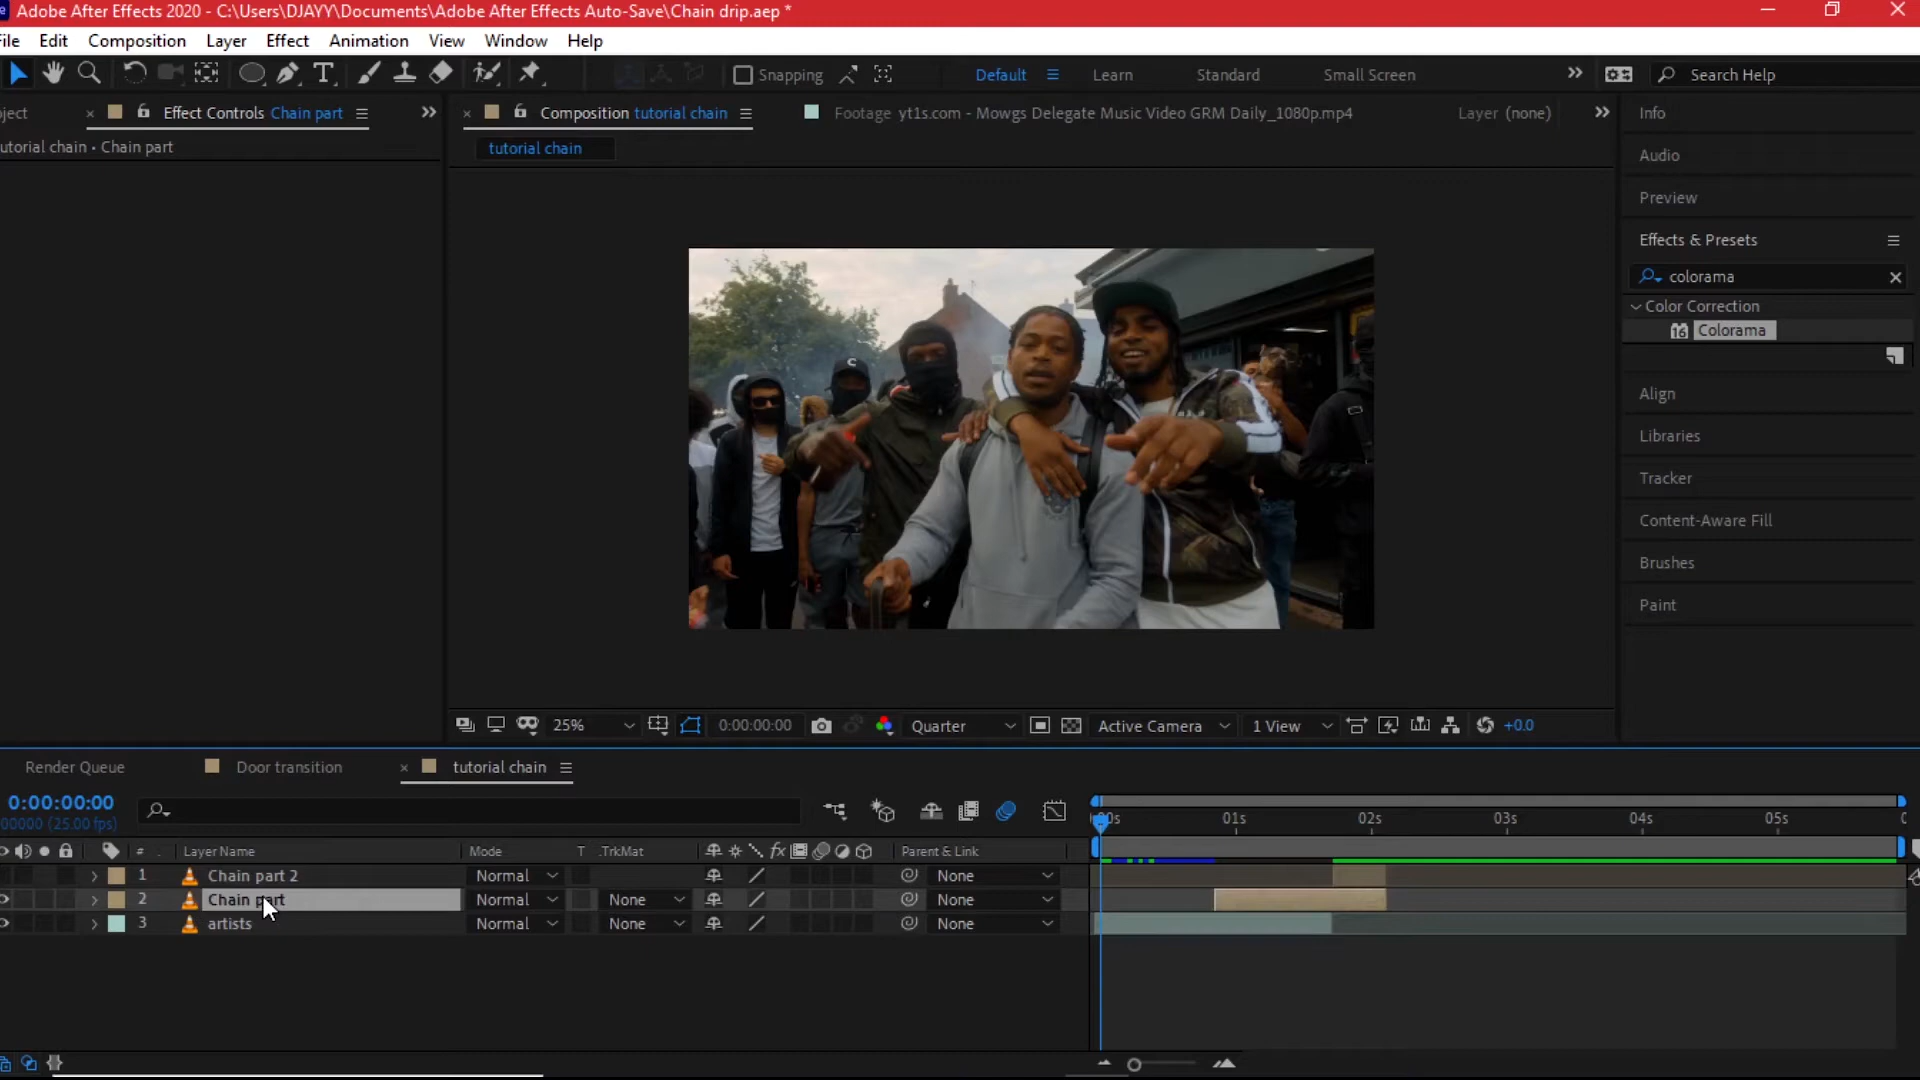 Adobe After Effects 2020 - C:\Users\DJAYY\Documents\Adobe After Effects Auto-Save\Chain drip.aep *
File Edit Composition Layer Effect Animation View Window Help
Snapping Default Learn Standard Small Screen Search Help
oject Effect Controls Chain part Composition tutorial chain Footage yt1s.com - Mowgs Delegate Music Video GRM Daily_1080p.mp4 Layer (none) Info
utorial chain • Chain part tutorial chain
Audio
Preview
Effects & Presets
colorama
Color Correction
16 Colorama
Align
Libraries
Tracker
Content-Aware Fill
Brushes
Paint
C
25% 0:00:00:00 Quarter Active Camera 1 View +0.0
Render Queue Door transition tutorial chain
0:00:00:00
00000 (25.00 fps)
:00s 01s 02s 03s 04s 05s
# Layer Name Mode T .TrkMat fx Parent & Link
1 Chain part 2 Normal None
2 Chain part Normal None None
3 artists Normal None None